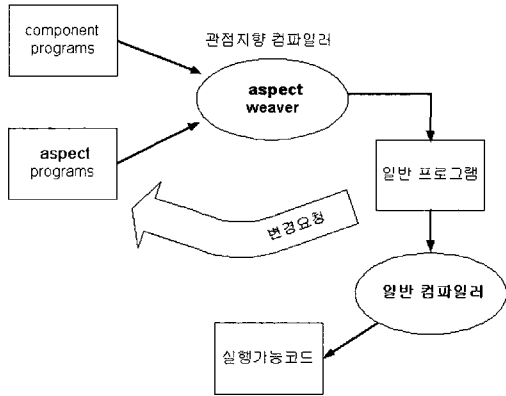 component
programs
관점지향 컴파일러
aspect
weaver
aspect
programs
일반 프로그램
변경요청
일반 컴파일러
실행가능코드